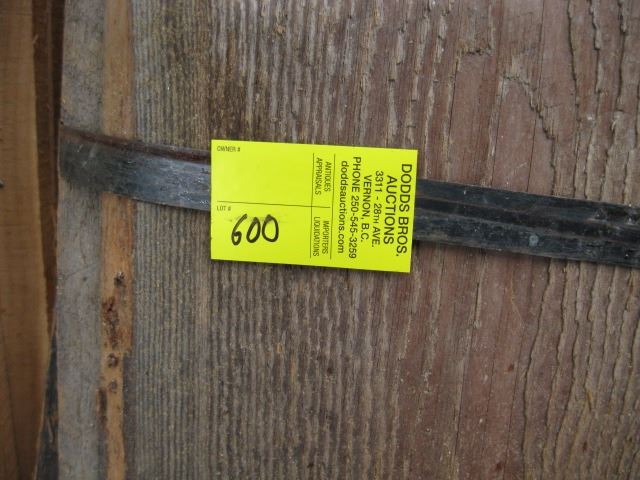 DODDS BROS.
AUCTIONS
3311 - 28TH AVE.
VERNON, B.C.
PHONE 250-545-3259
doddsauctions.com
ANTIQUES
APPRAISALS
IMPORTERS
LIQUIDATIONS
OWNER #
LOT #
600